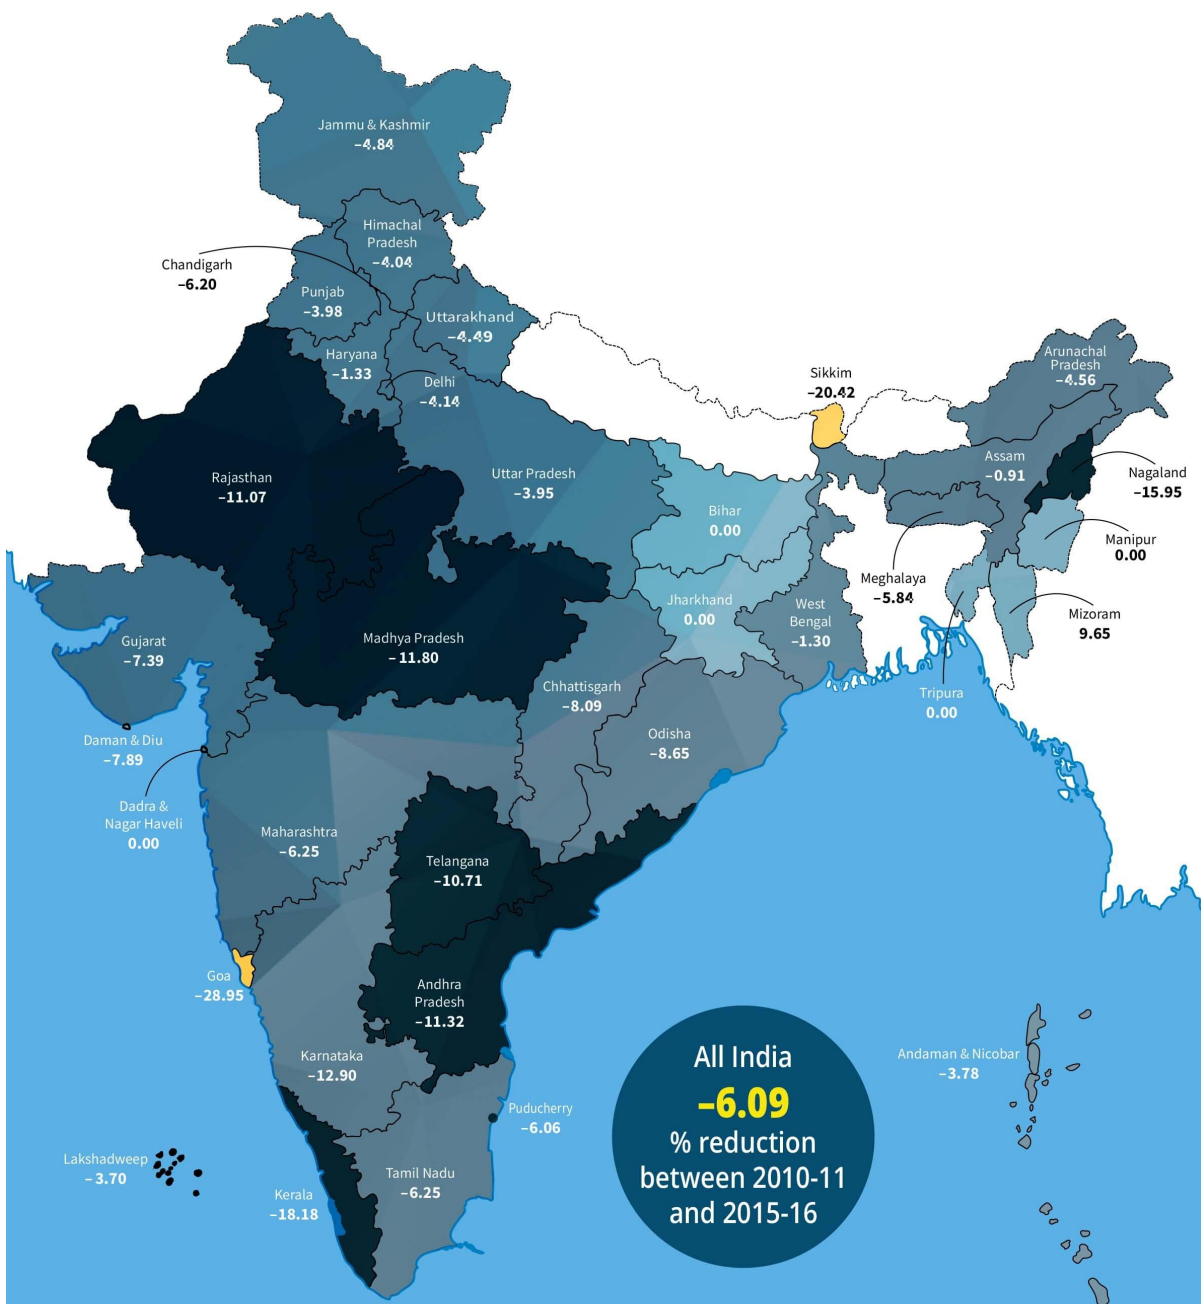 Jammu & Kashmir
–4.84
Himachal
Pradesh
–4.04
Chandigarh
–6.20
Punjab
–3.98
Uttarakhand
–4.49
Haryana
–1.33
Delhi
–4.14
Sikkim
–20.42
Arunachal
Pradesh
–4.56
Rajasthan
–11.07
Uttar Pradesh
–3.95
Assam
–0.91
Nagaland
–15.95
Bihar
0.00
Manipur
0.00
Meghalaya
–5.84
Jharkhand
0.00
West
Bengal
–1.30
Mizoram
9.65
Gujarat
–7.39
Madhya Pradesh
–11.80
Chhattisgarh
–8.09
Tripura
0.00
Odisha
–8.65
Daman & Diu
–7.89
Dadra &
Nagar Haveli
0.00
Maharashtra
–6.25
Telangana
–10.71
Goa
–28.95
Andhra
Pradesh
–11.32
Karnataka
–12.90
All India
–6.09
% reduction
between 2010-11
and 2015-16
Andaman & Nicobar
–3.78
Puducherry
–6.06
Lakshadweep
–3.70
Tamil Nadu
–6.25
Kerala
–18.18